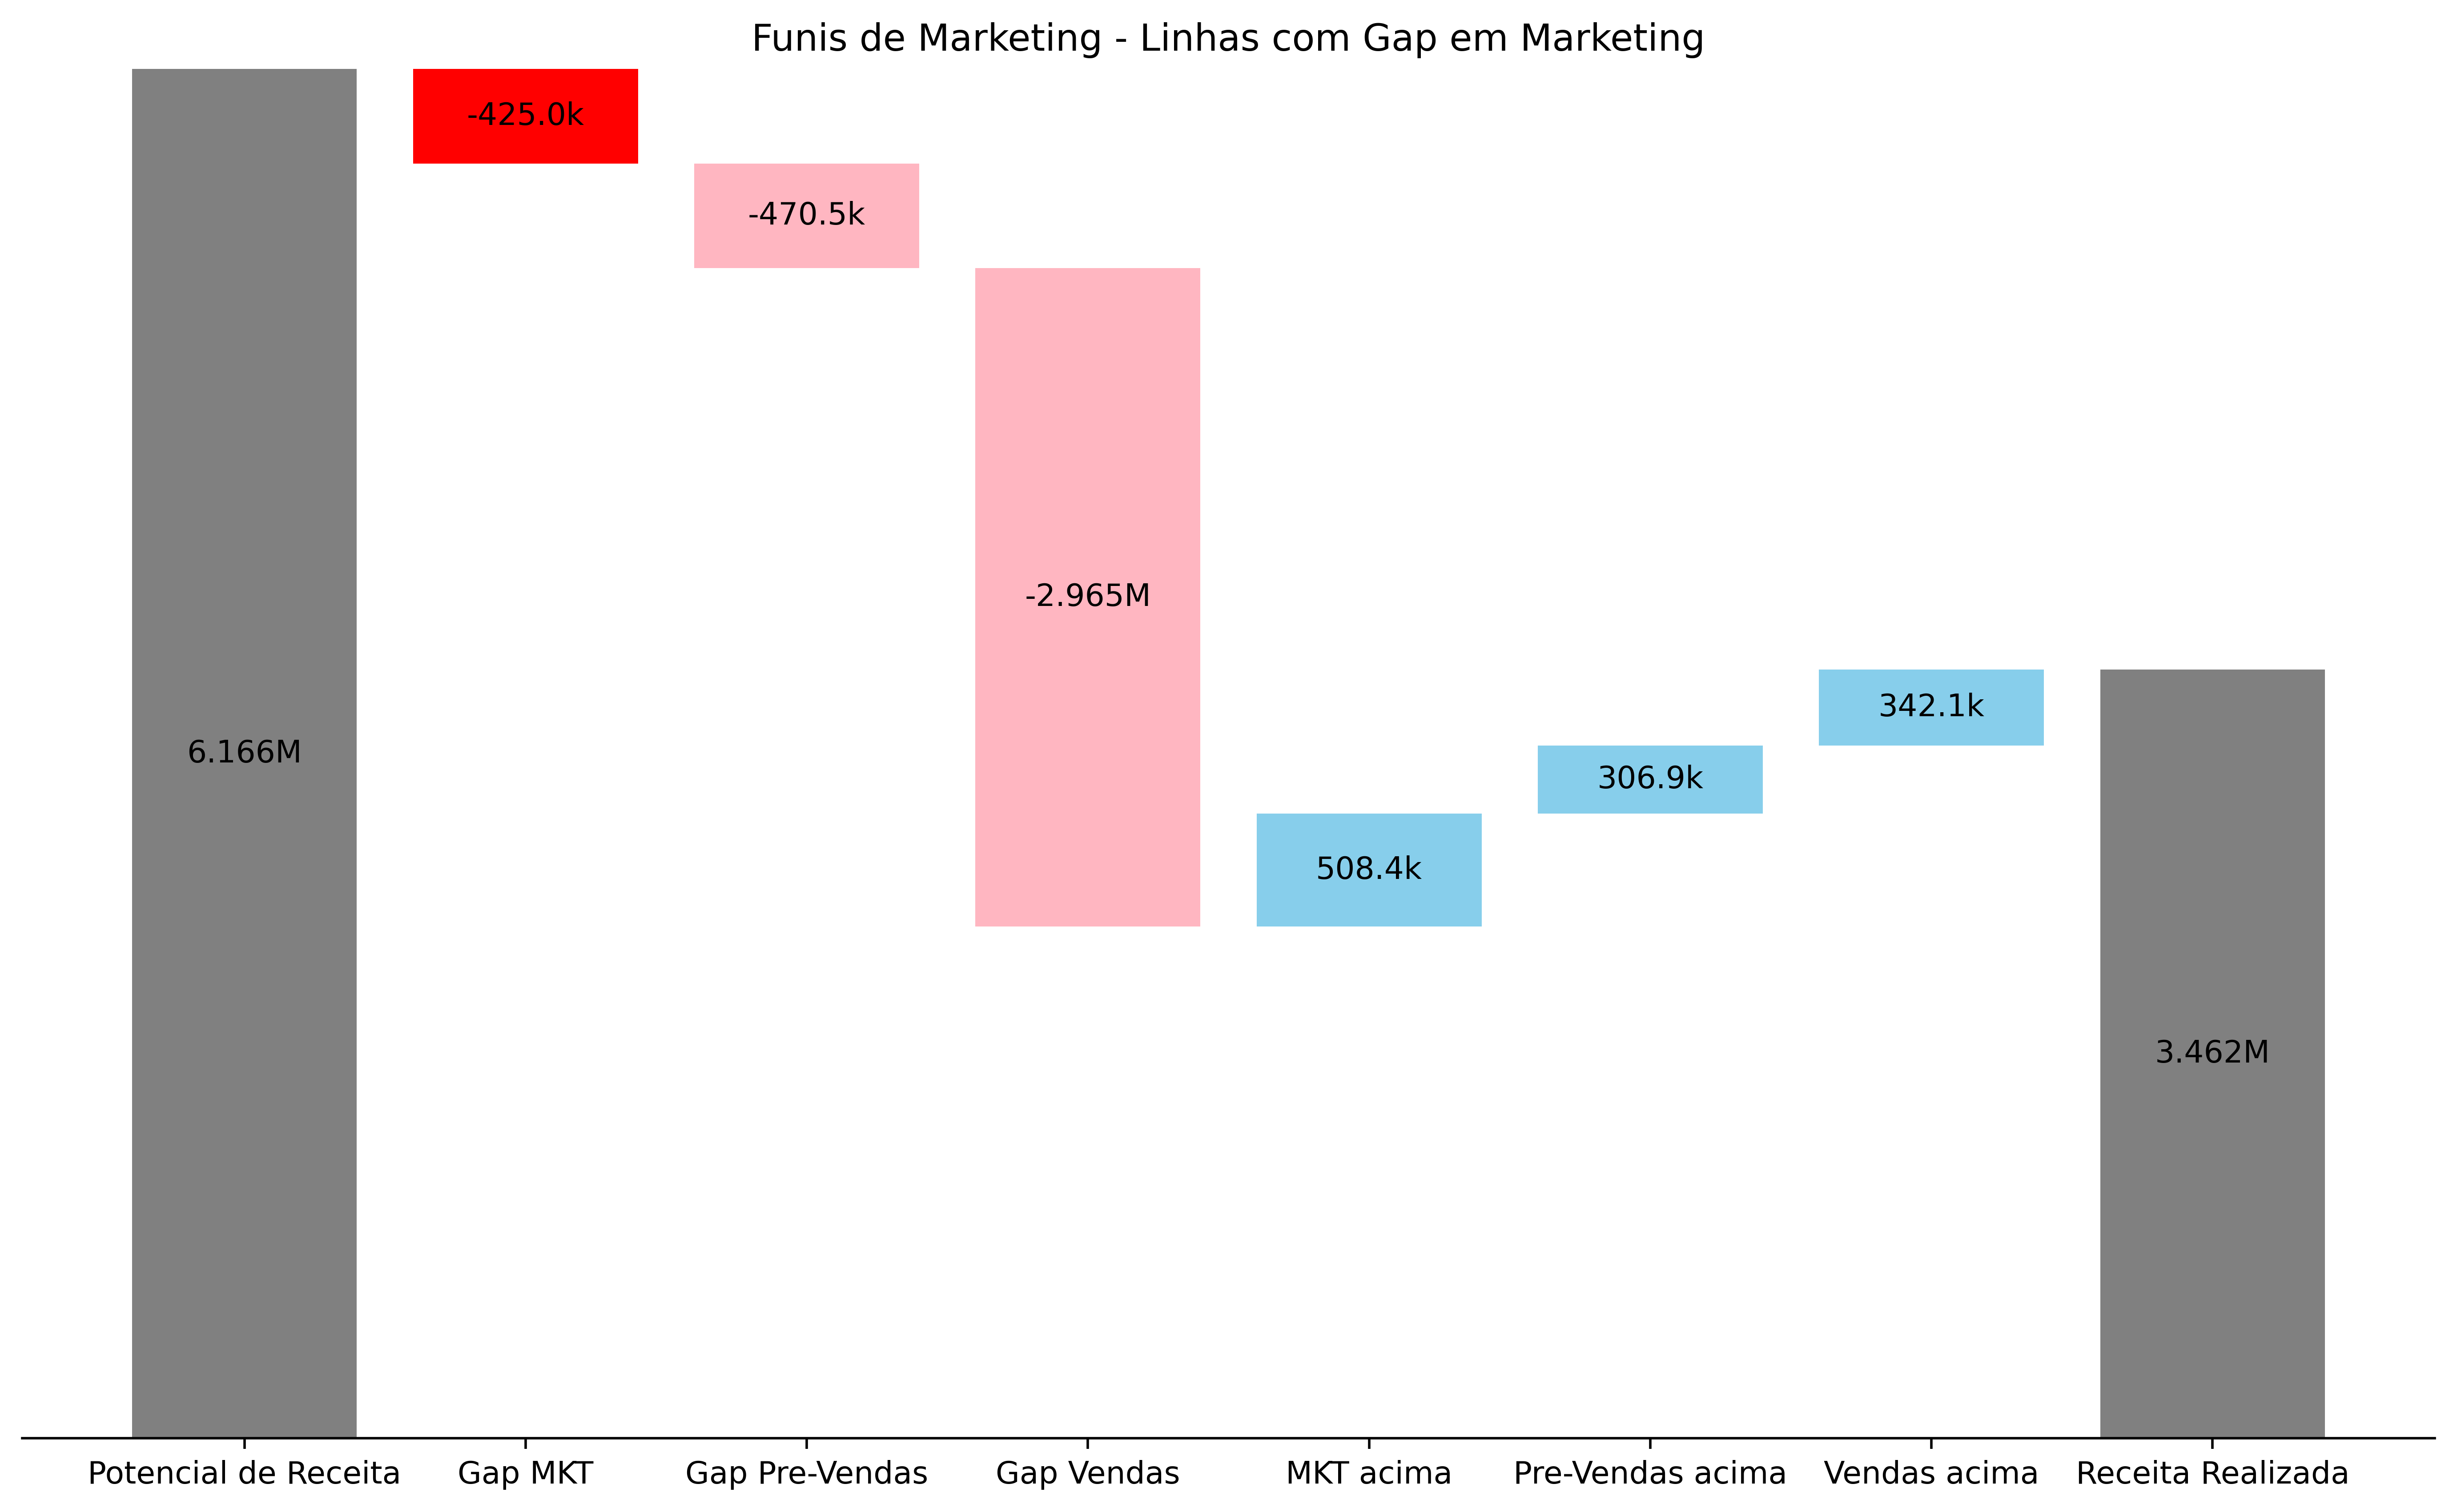 Funis de Marketing - Linhas com Gap em Marketing
-425.0k
-470.5k
-2.965M
342.1k
6.166M
306.9k
508.4k
3.462M
Potencial de Receita
Gap MKT
Gap Pre-Vendas
Gap Vendas
MKT acima
Pre-Vendas acima
Vendas acima
Receita Realizada